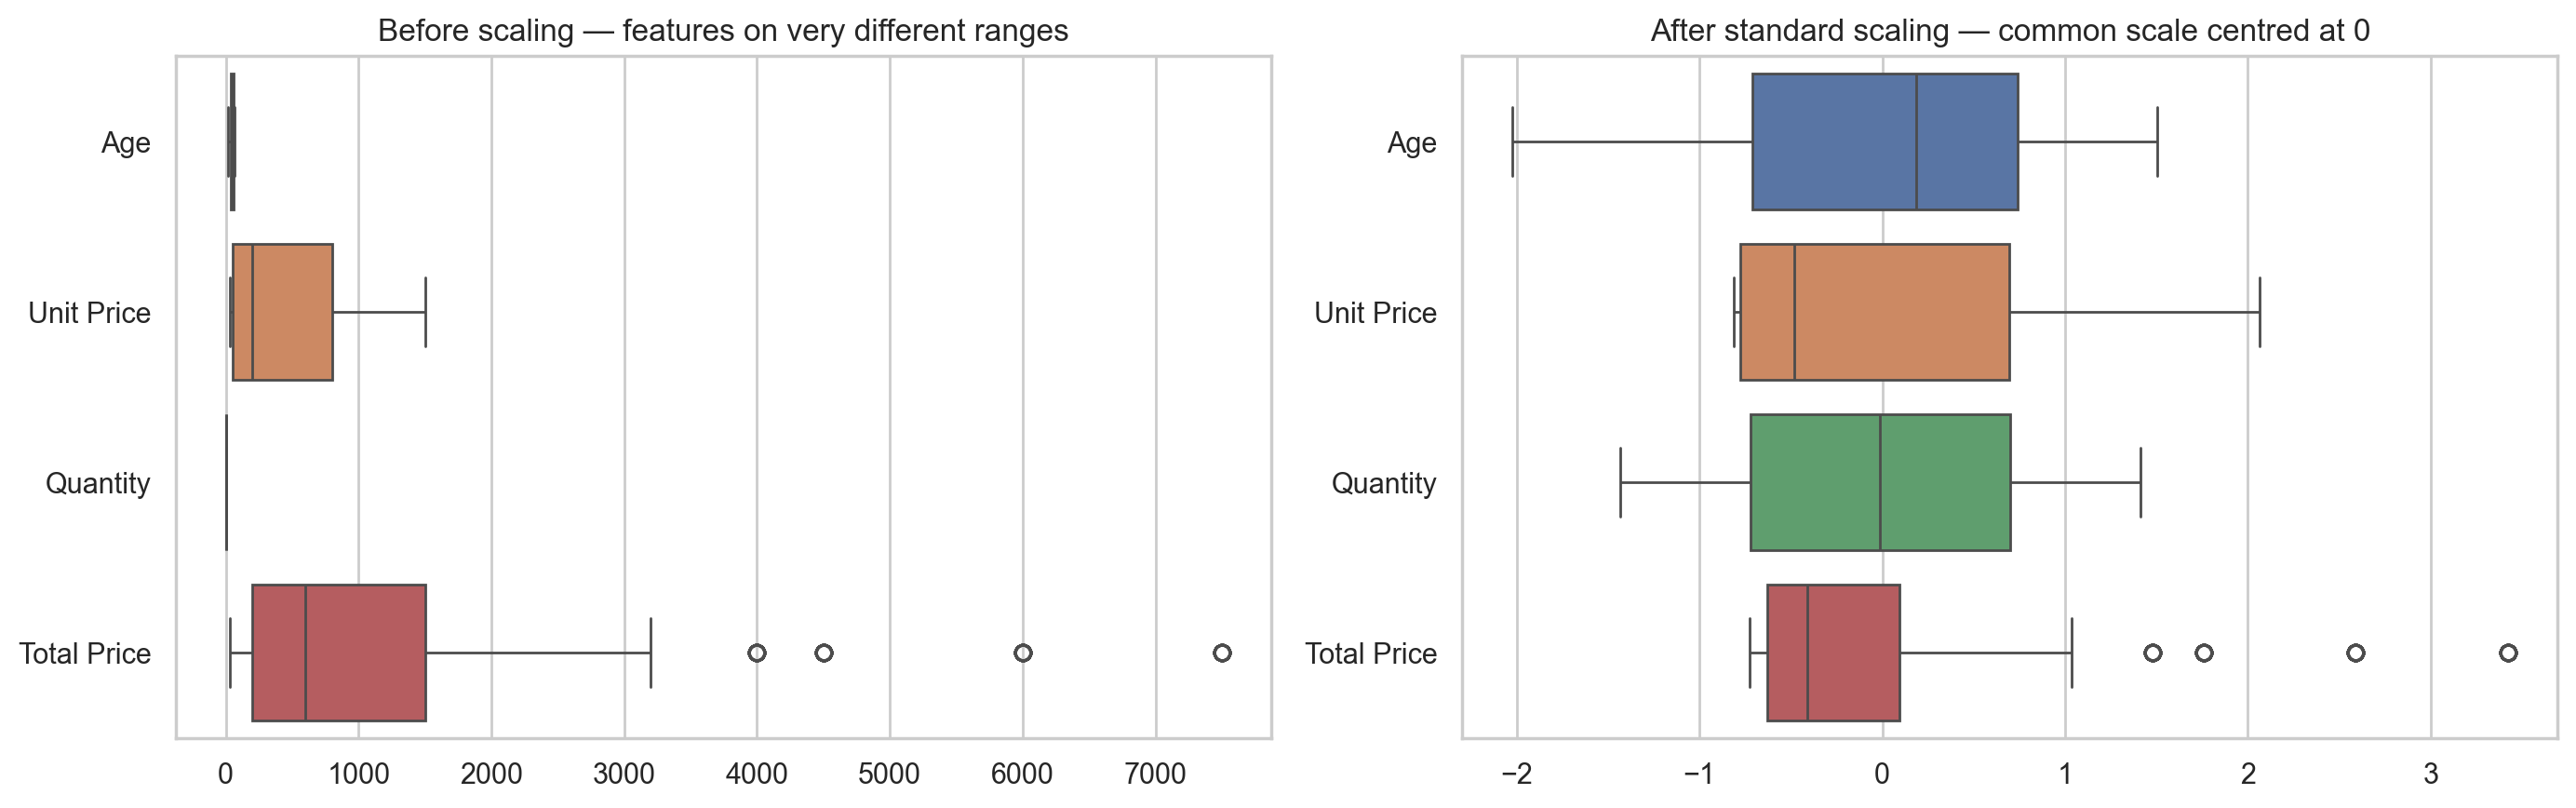 Before scaling — features on very different ranges
Age
Unit Price
Quantity
Total Price
0 1000 2000 3000 4000 5000 6000 7000
After standard scaling — common scale centred at 0
Age
Unit Price
Quantity
Total Price
−2 −1 0 1 2 3